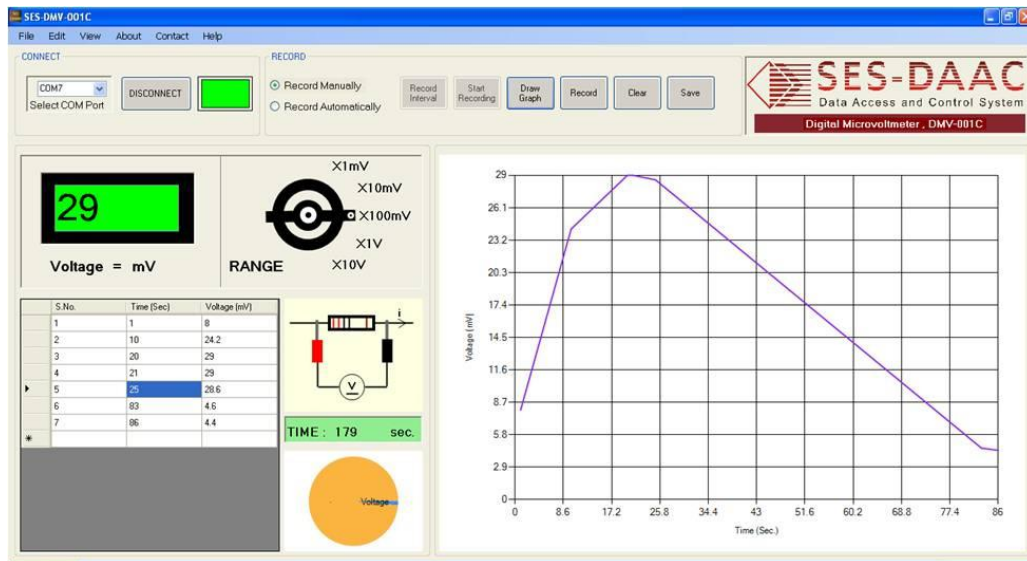 SES-DMV-001C
File Edit View About Contact Help
CONNECT
COM7
Select COM Port
DISCONNECT
RECORD
Record Manually
Record Automatically
Record Interval
Start Recording
Draw Graph
Record
Clear
Save
SES-DAAC
Data Access and Control System
Digital Microvoltmeter , DMV-001C
29
Voltage = mV
RANGE
X1mV
X10mV
X100mV
X1V
X10V
S.No. Time (Sec) Voltage (mV)
1 1 8
2 10 24.2
3 20 29
4 21 29
5 25 28.6
6 83 4.6
7 86 4.4
i
V
TIME : 179 sec.
Voltage
Voltage (mV)
29
26.1
23.2
20.3
17.4
14.5
11.6
8.7
5.8
2.9
0
0 8.6 17.2 25.8 34.4 43 51.6 60.2 68.8 77.4 86
Time (Sec.)